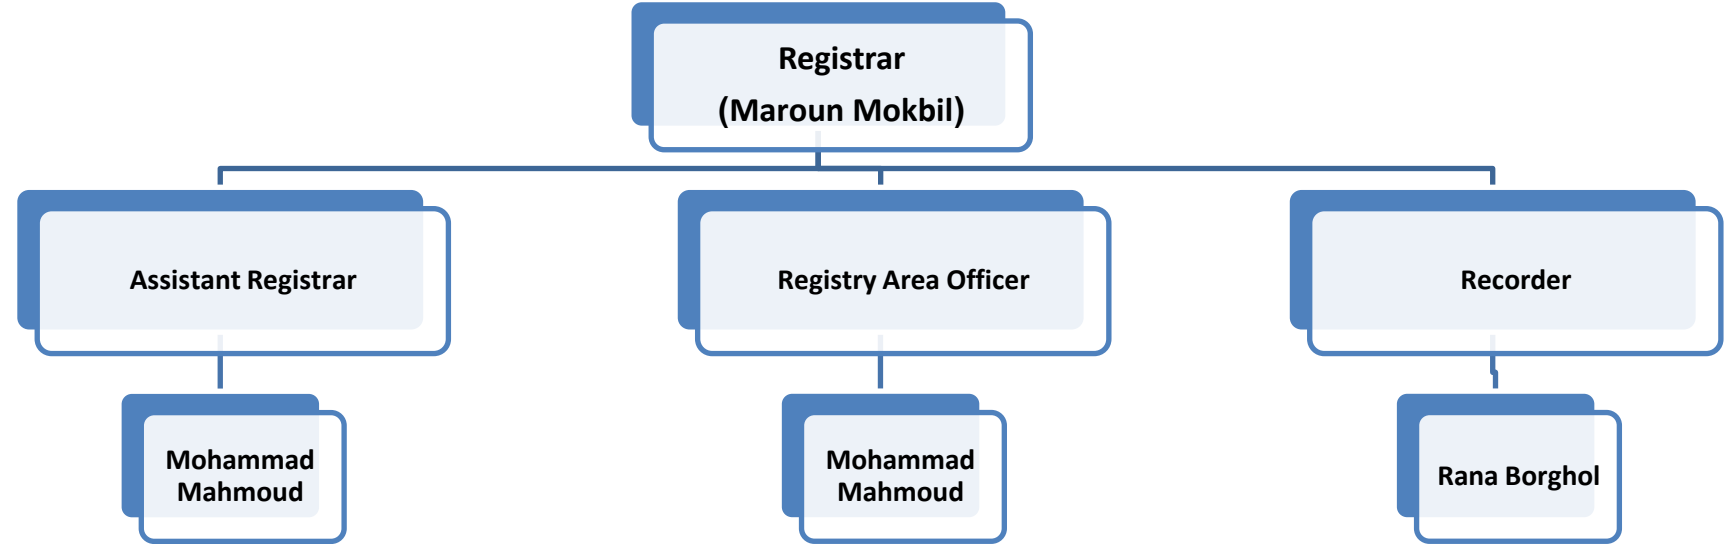 Registrar
(Maroun Mokbil)
Assistant Registrar
Registry Area Officer
Recorder
Mohammad
Mahmoud
Mohammad
Mahmoud
Rana Borghol